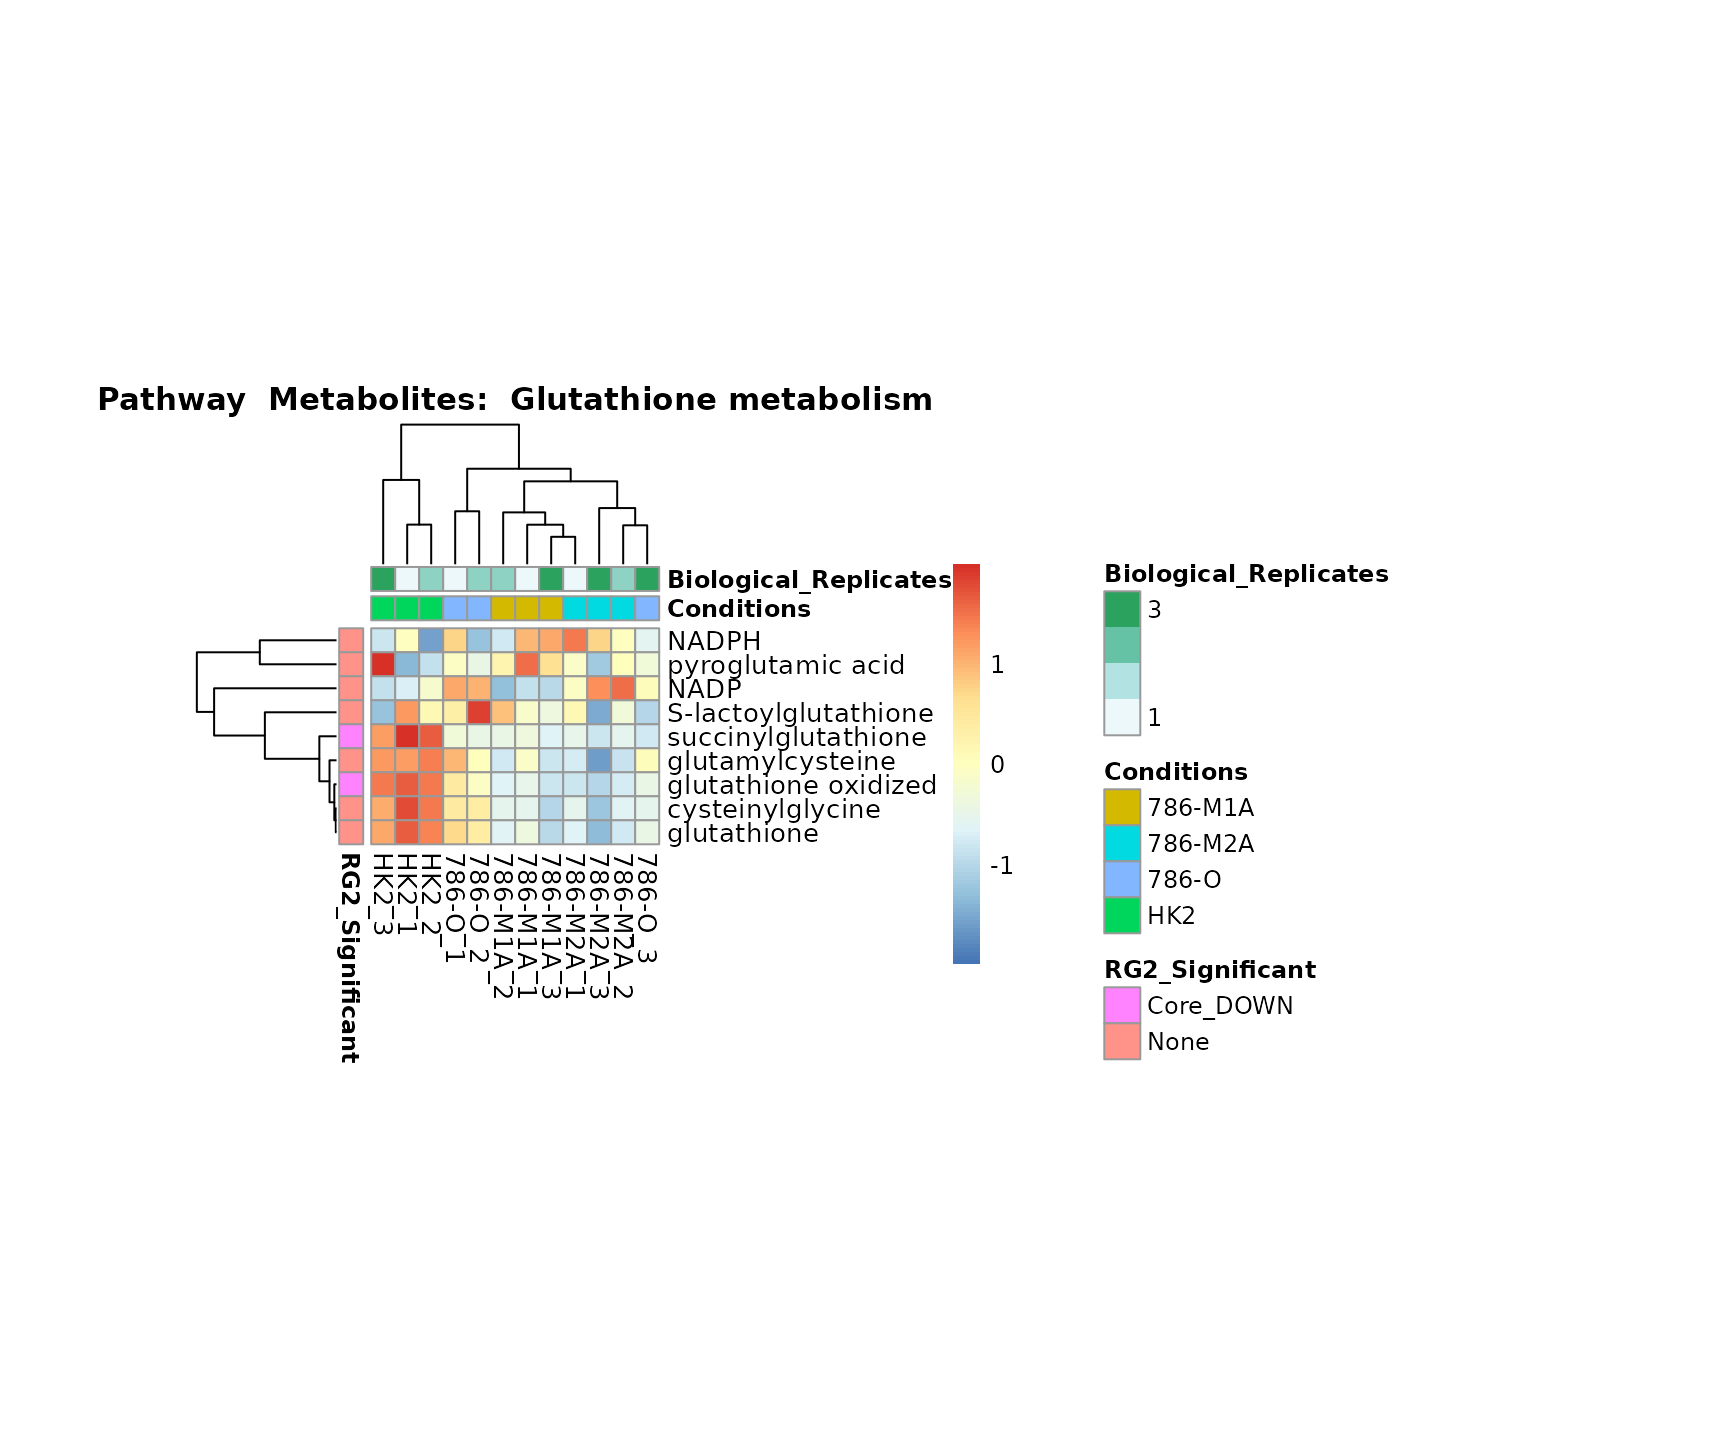 Pathway  Metabolites:  Glutathione metabolism
Biological_Replicates
Conditions
NADPH
pyroglutamic acid
NADP
S-lactoylglutathione
succinylglutathione
glutamylcysteine
glutathione oxidized
cysteinylglycine
glutathione
RG2_Significant
HK2_3
HK2_1
HK2_2
786-O_1
786-O_2
786-M1A_2
786-M1A_1
786-M1A_3
786-M2A_1
786-M2A_3
786-M2A_2
786-O_3
1
0
-1
Biological_Replicates
3
1
Conditions
786-M1A
786-M2A
786-O
HK2
RG2_Significant
Core_DOWN
None